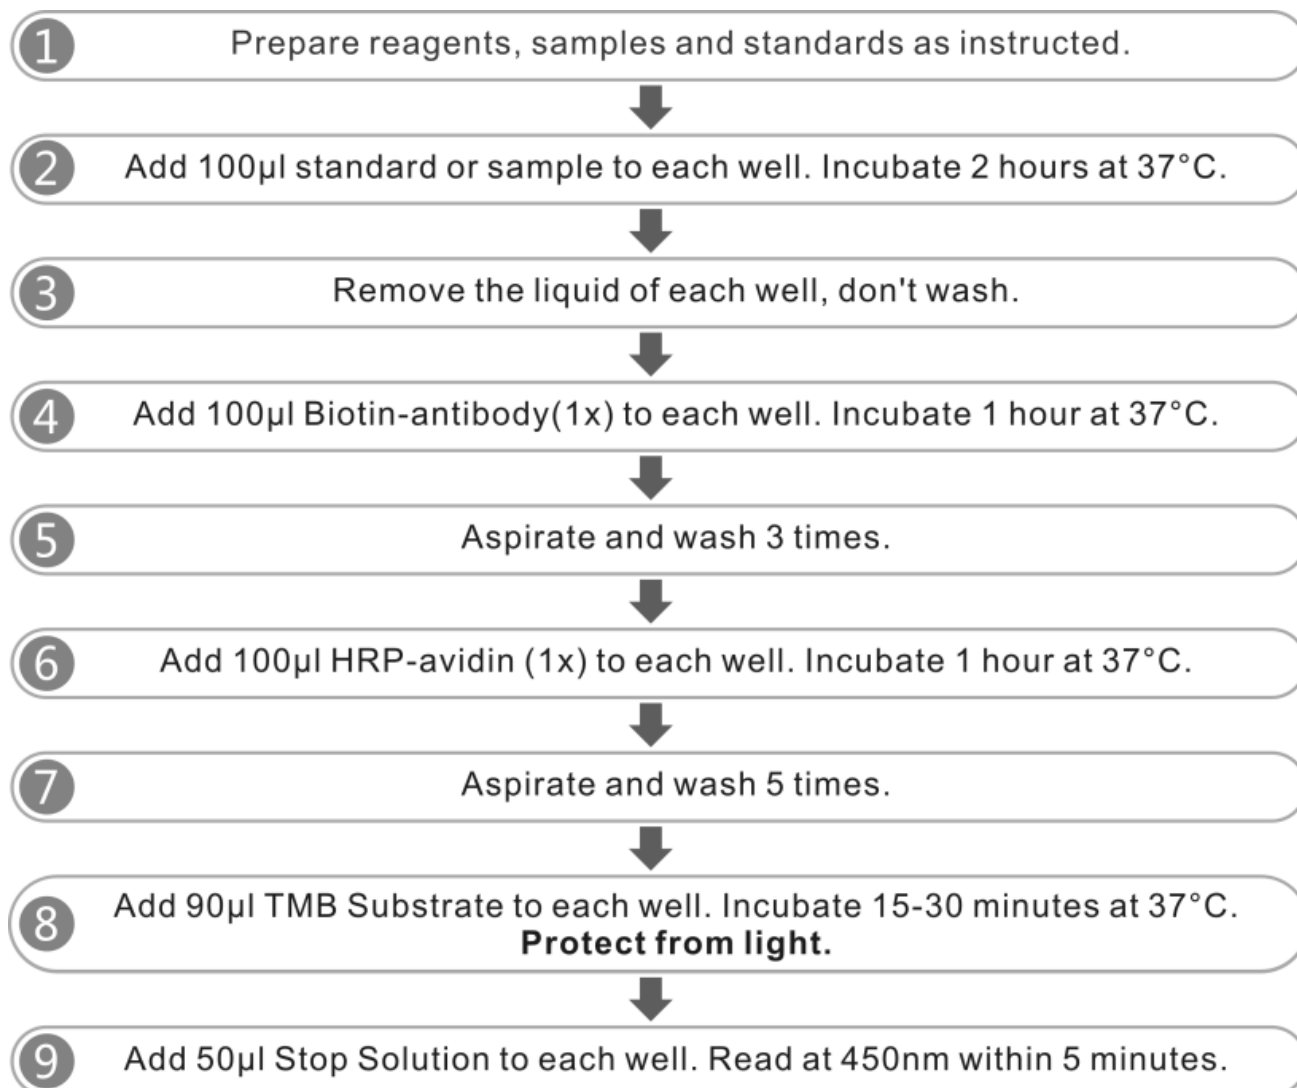 1 Prepare reagents, samples and standards as instructed.
2 Add 100μl standard or sample to each well. Incubate 2 hours at 37°C.
3 Remove the liquid of each well, don't wash.
4 Add 100μl Biotin-antibody(1x) to each well. Incubate 1 hour at 37°C.
5 Aspirate and wash 3 times.
6 Add 100μl HRP-avidin (1x) to each well. Incubate 1 hour at 37°C.
7 Aspirate and wash 5 times.
8 Add 90μl TMB Substrate to each well. Incubate 15-30 minutes at 37°C.
Protect from light.
9 Add 50μl Stop Solution to each well. Read at 450nm within 5 minutes.